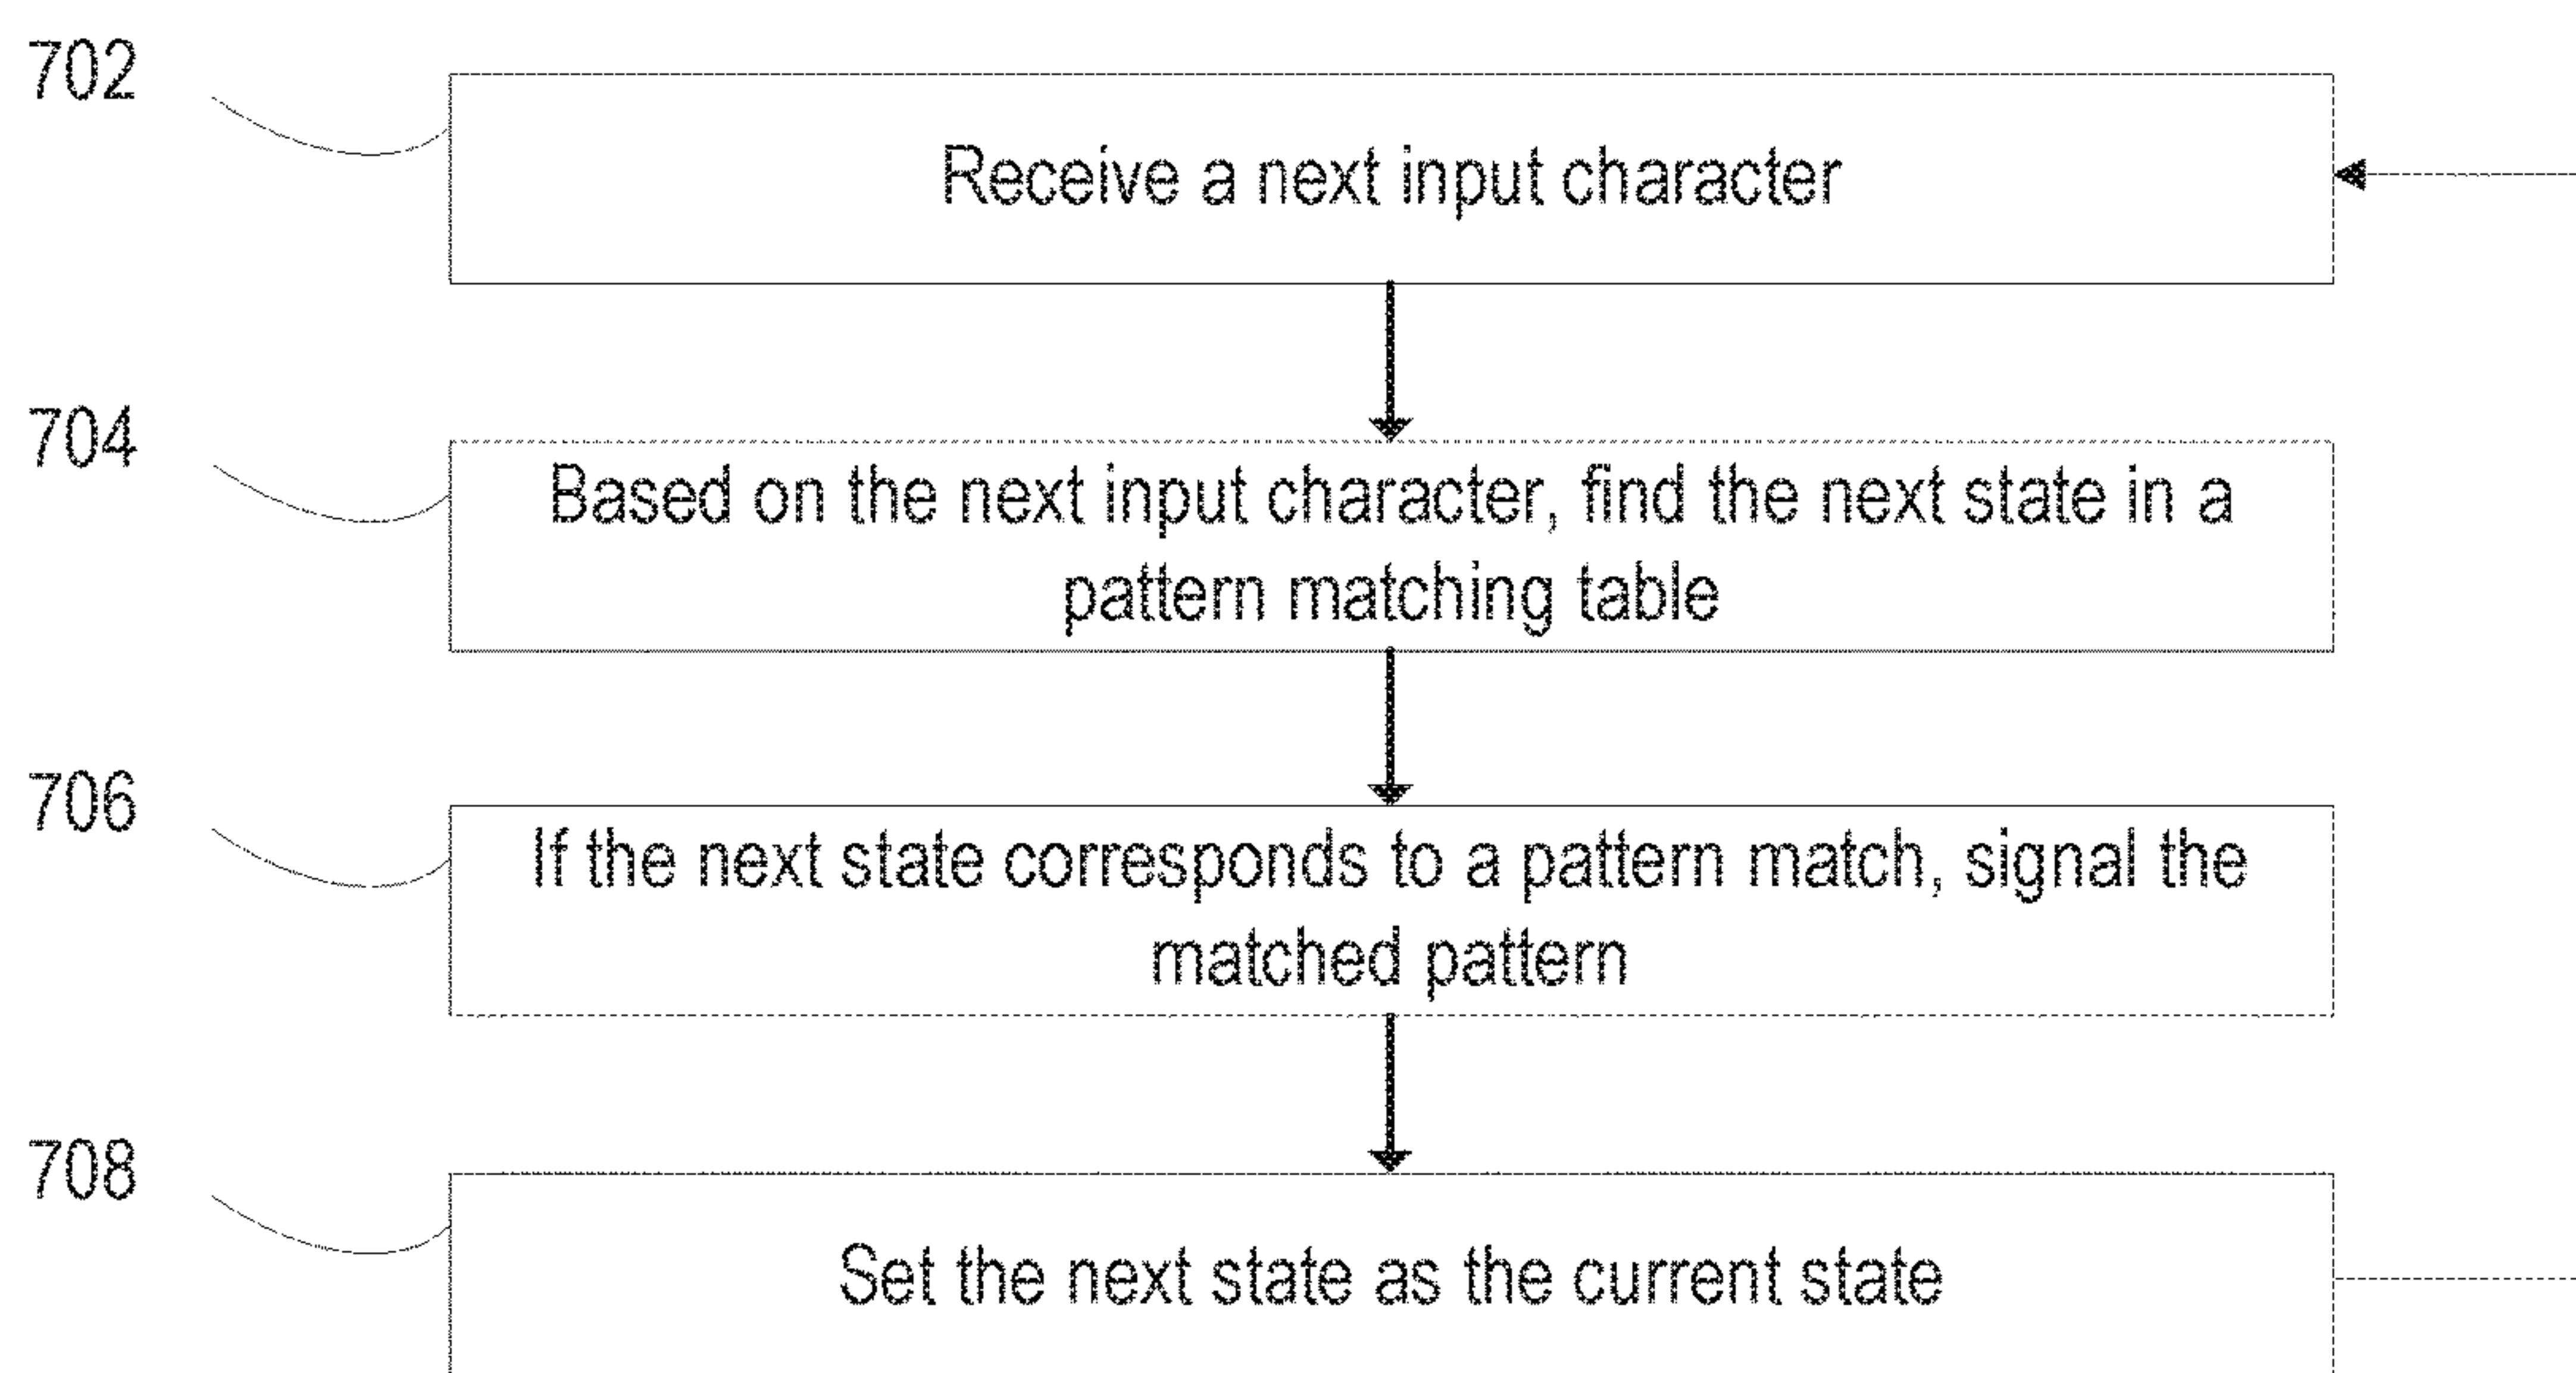 702
Receive a next input character
704
Based on the next input character, find the next state in a
pattern matching table
706
If the next state corresponds to a pattern match, signal the
matched pattern
708
Set the next state as the current state